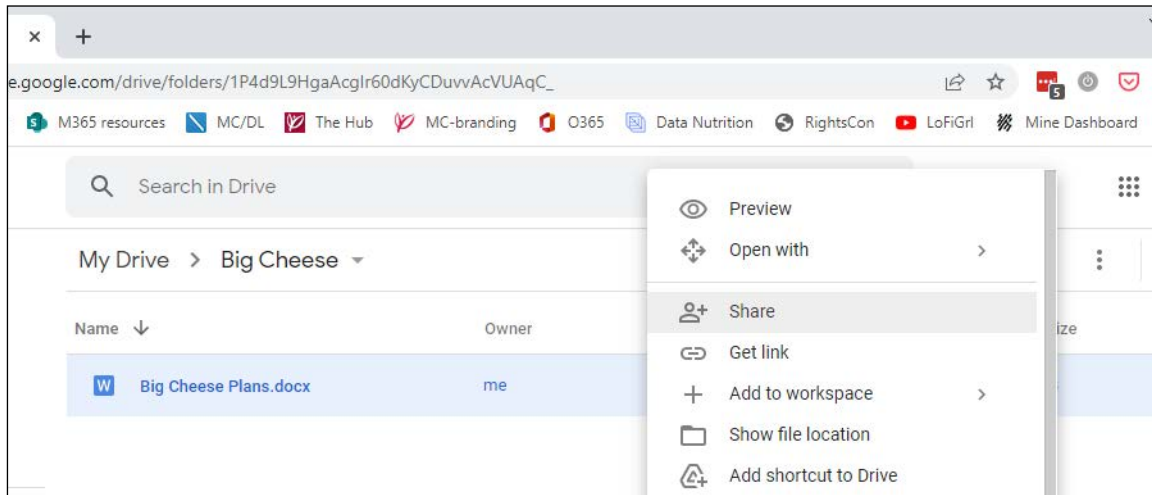 × +
e.google.com/drive/folders/1P4d9L9HgaAcglr60dKyCDuvvAcVUAqC_
5
S M365 resources MC/DL The Hub MC-branding O365 Data Nutrition RightsCon LoFiGrl Mine Dashboard
Search in Drive
Preview
Open with >
My Drive > Big Cheese
Share
Name Owner ize
Get link
W Big Cheese Plans.docx me
Add to workspace >
Show file location
Add shortcut to Drive